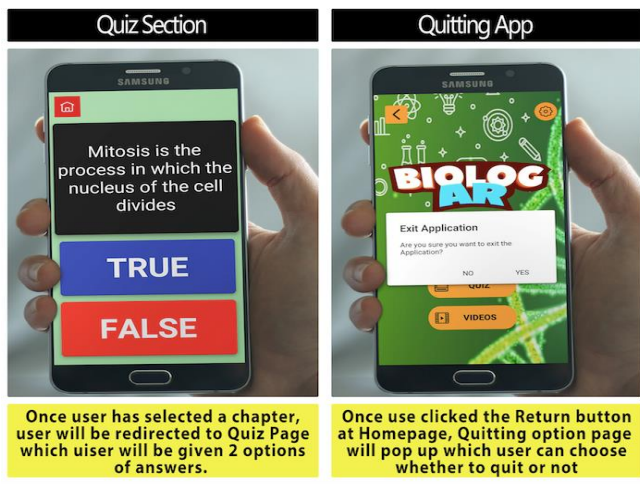 Quiz Section
SAMSUNG
Mitosis is the
process in which the
nucleus of the cell
divides
TRUE
FALSE
Once user has selected a chapter,
user will be redirected to Quiz Page
which uiser will be given 2 options
of answers.
Quitting App
SAMSUNG
BIOLOG
AR
Exit Application
Are you sure you want to exit the
Application?
NO YES
QUIZ
VIDEOS
Once use clicked the Return button
at Homepage, Quitting option page
will pop up which user can choose
whether to quit or not